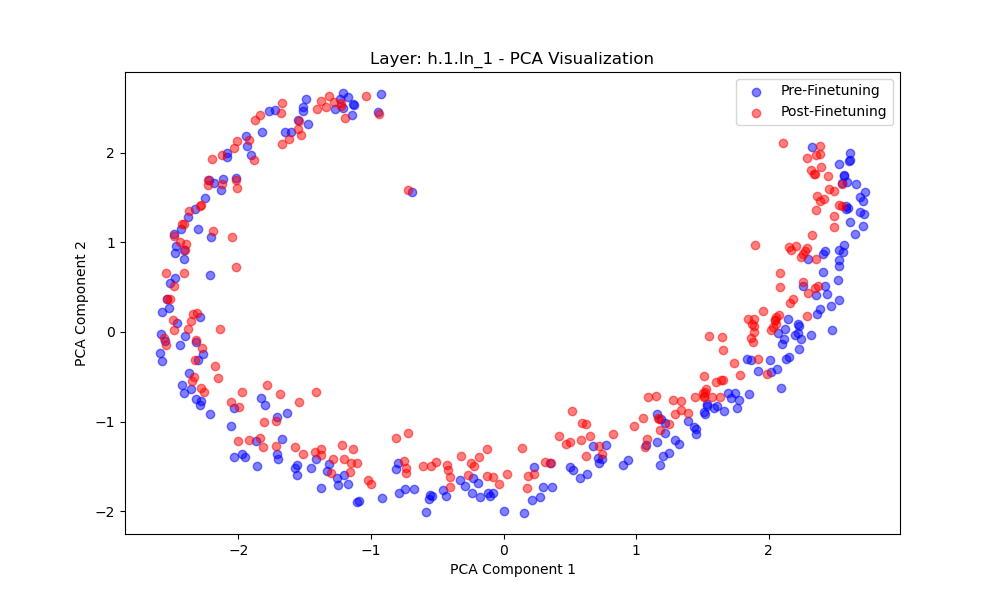 Layer: h.1.ln_1 - PCA Visualization
Pre-Finetuning
Post-Finetuning
2
1
0
−1
−2
PCA Component 2
−2
−1
0
1
2
PCA Component 1